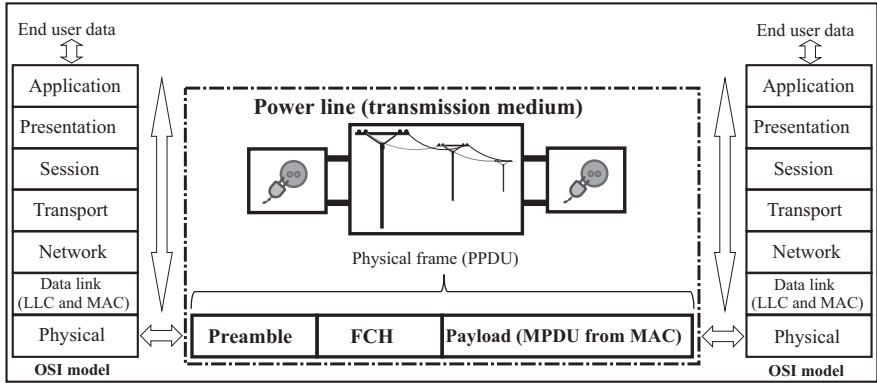 End user data
Application
Presentation
Session
Transport
Network
Data link
(LLC and MAC)
Physical
OSI model
Power line (transmission medium)
Physical frame (PPDU)
Preamble
FCH
Payload (MPDU from MAC)
End user data
Application
Presentation
Session
Transport
Network
Data link
(LLC and MAC)
Physical
OSI model